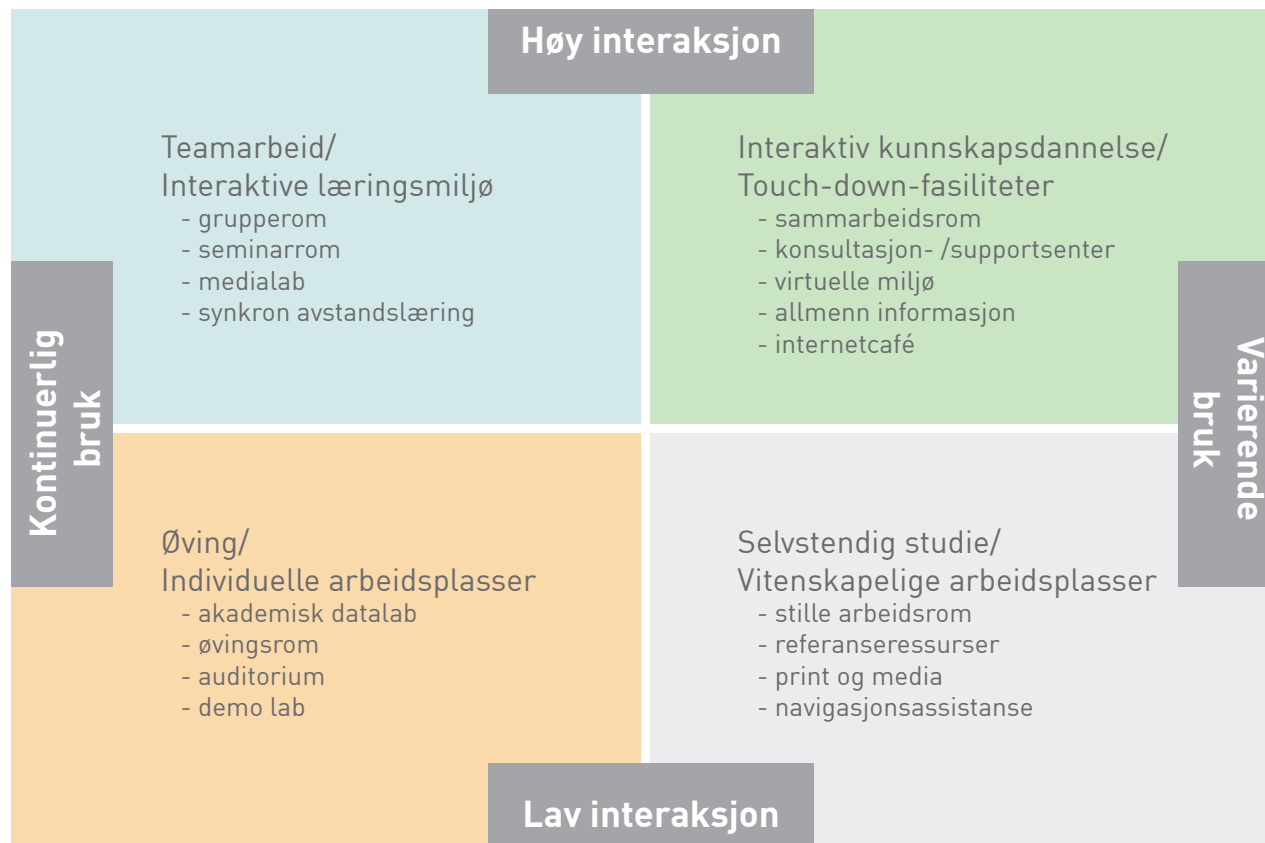 Høy interaksjon
Teamarbeid/
Interaktive læringsmiljø
- grupperom
- seminarrom
- medialab
- synkron avstandslæring
Interaktiv kunnskapsdannelse/
Touch-down-fasiliteter
- sammarbeidsrom
- konsultasjon- /supportsenter
- virtuelle miljø
- allmenn informasjon
- internetcafé
Kontinuerlig
bruk
Varierende
bruk
Øving/
Individuelle arbeidsplasser
- akademisk datalab
- øvingsrom
- auditorium
- demo lab
Selvstendig studie/
Vitenskapelige arbeidsplasser
- stille arbeidsrom
- referanseressurser
- print og media
- navigasjonsassistanse
Lav interaksjon